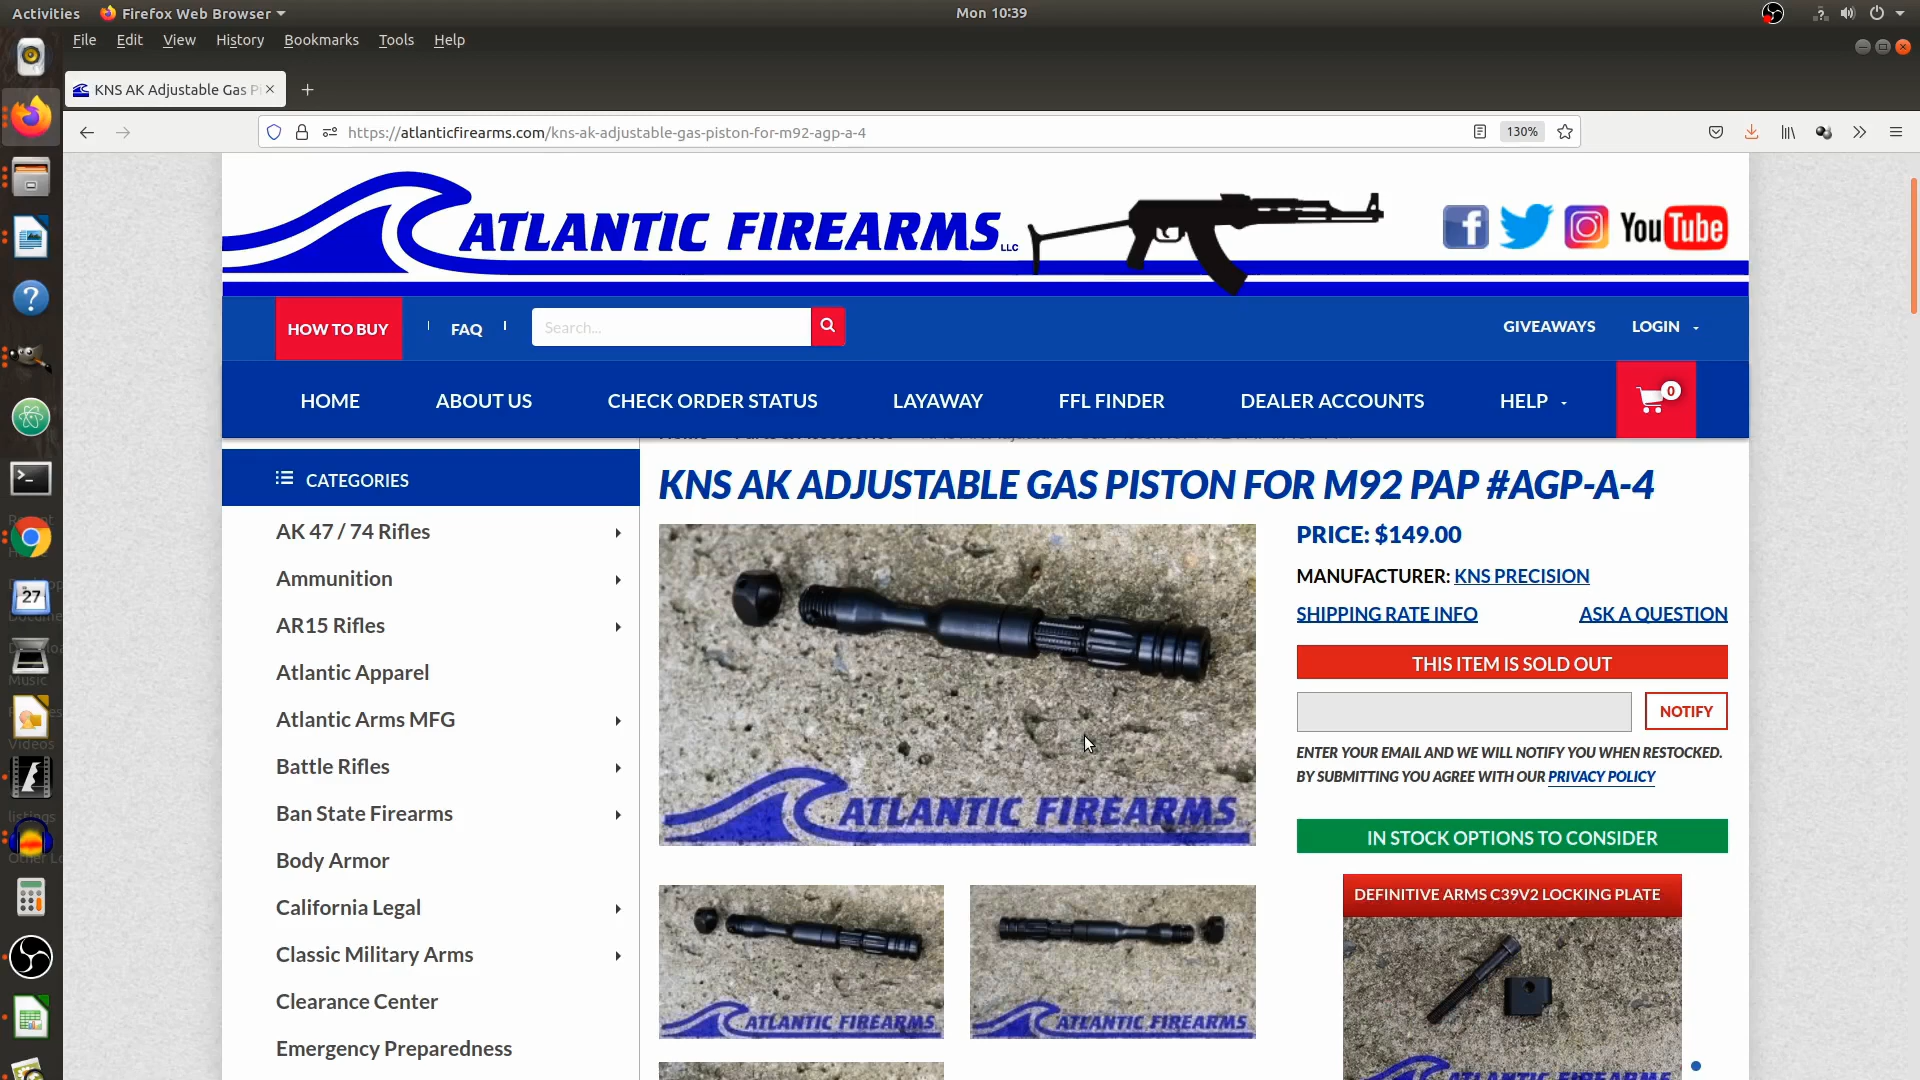 Activities
Firefox Web Browser
Mon 10:39
File Edit View History Bookmarks Tools Help
KNS AK Adjustable Gas P
https://atlanticfirearms.com/kns-ak-adjustable-gas-piston-for-m92-agp-a-4
130%
ATLANTIC FIREARMS LLC
YouTube
HOW TO BUY
FAQ
Search...
GIVEAWAYS
LOGIN
HOME
ABOUT US
CHECK ORDER STATUS
LAYAWAY
FFL FINDER
DEALER ACCOUNTS
HELP
0
CATEGORIES
AK 47 / 74 Rifles
Ammunition
AR15 Rifles
Atlantic Apparel
Atlantic Arms MFG
Battle Rifles
Ban State Firearms
Body Armor
California Legal
Classic Military Arms
Clearance Center
Emergency Preparedness
KNS AK ADJUSTABLE GAS PISTON FOR M92 PAP #AGP-A-4
ATLANTIC FIREARMS
ATLANTIC FIREARMS
ATLANTIC FIREARMS
PRICE: $149.00
MANUFACTURER: KNS PRECISION
SHIPPING RATE INFO
ASK A QUESTION
THIS ITEM IS SOLD OUT
NOTIFY
ENTER YOUR EMAIL AND WE WILL NOTIFY YOU WHEN RESTOCKED.
BY SUBMITTING YOU AGREE WITH OUR PRIVACY POLICY
IN STOCK OPTIONS TO CONSIDER
DEFINITIVE ARMS C39V2 LOCKING PLATE
27